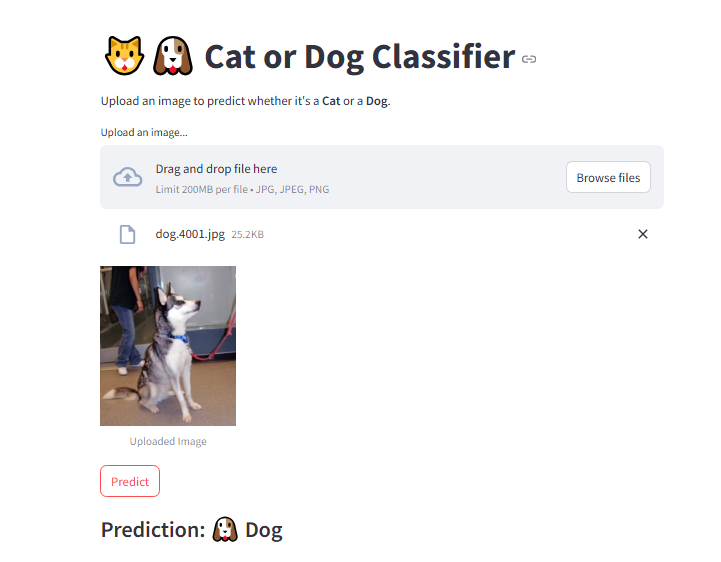 Cat or Dog Classifier
Upload an image to predict whether it's a Cat or a Dog.
Upload an image...
Drag and drop file here
Limit 200MB per file • JPG, JPEG, PNG
Browse files
dog.4001.jpg 25.2KB
Uploaded Image
Predict
Prediction: 🐶 Dog